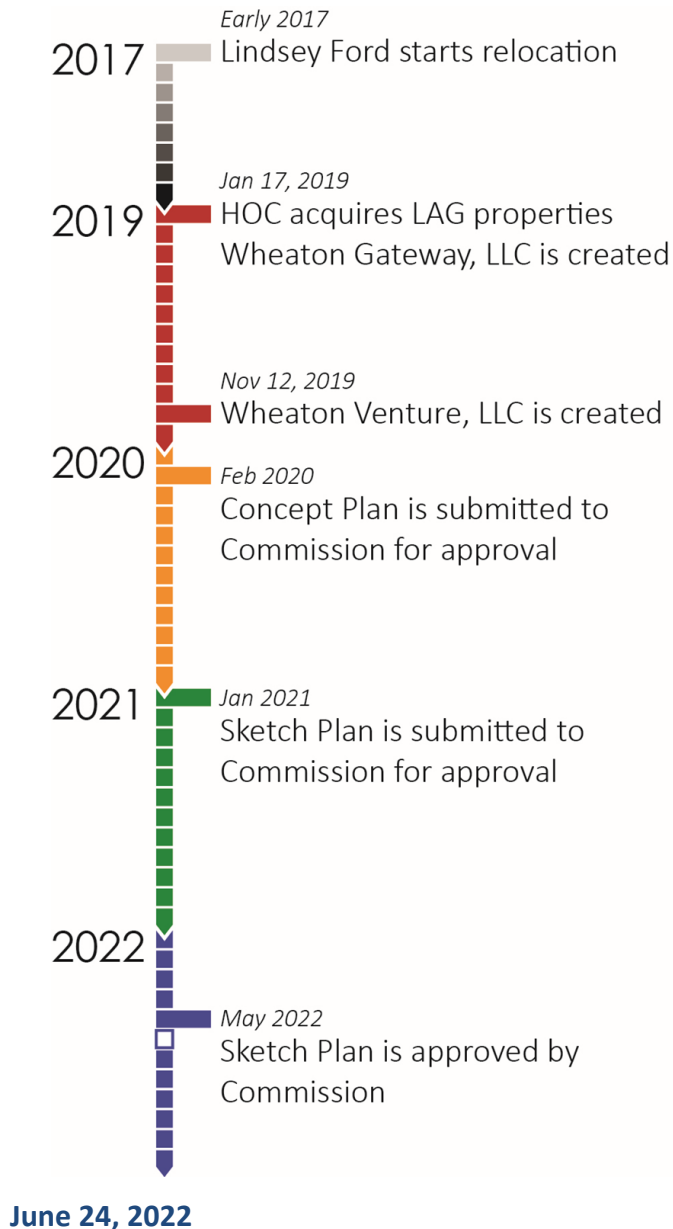 Early 2017
2017
Lindsey Ford starts relocation
Jan 17, 2019
2019
HOC acquires LAG properties
Wheaton Gateway, LLC is created
Nov 12, 2019
Wheaton Venture, LLC is created
2020
Feb 2020
Concept Plan is submitted to
Commission for approval
2021
Jan 2021
Sketch Plan is submitted to
Commission for approval
2022
May 2022
Sketch Plan is approved by
Commission
June 24, 2022